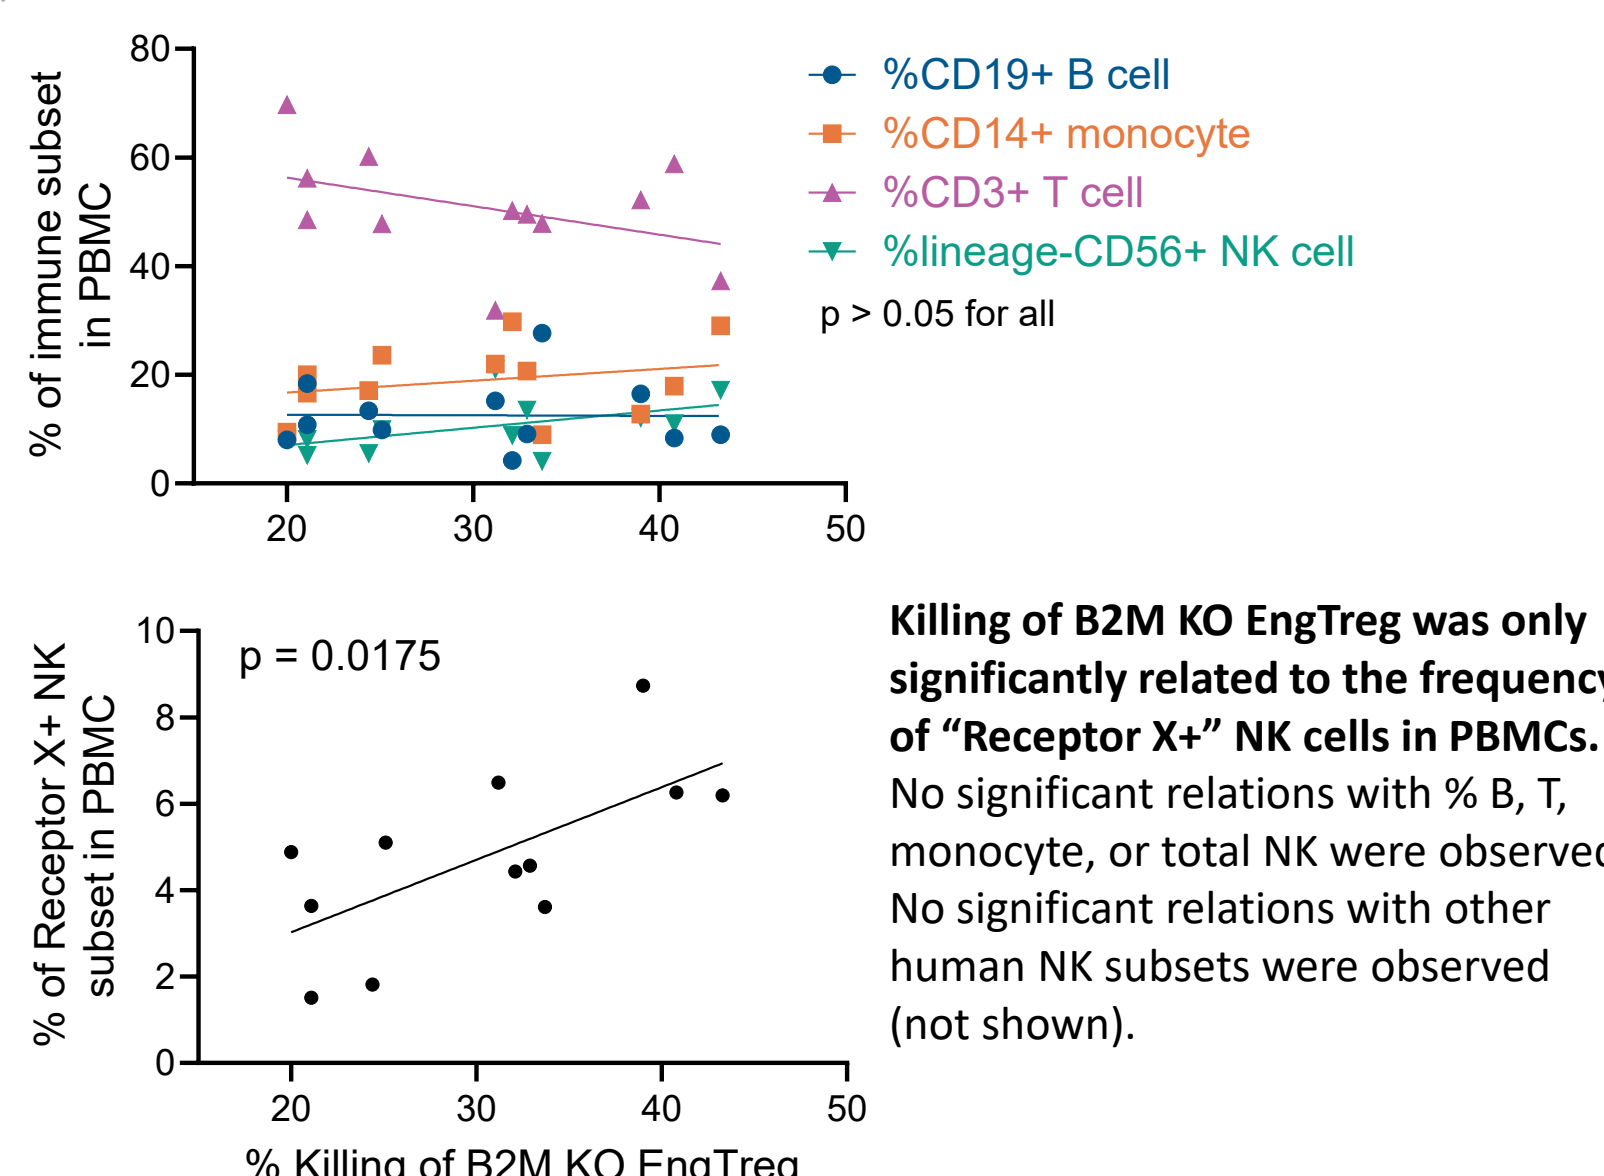 80
60
40
20
0
% of immune subset
in PBMC
20 30 40 50
%CD19+ B cell
%CD14+ monocyte
%CD3+ T cell
%lineage-CD56+ NK cell
p > 0.05 for all
10
8
6
4
2
0
% of Receptor X+ NK
subset in PBMC
p = 0.0175
20 30 40 50
% Killing of B2M KO EngTreg
Killing of B2M KO EngTreg was only
significantly related to the frequency
of “Receptor X+” NK cells in PBMCs.
No significant relations with % B, T,
monocyte, or total NK were observed
No significant relations with other
human NK subsets were observed
(not shown).